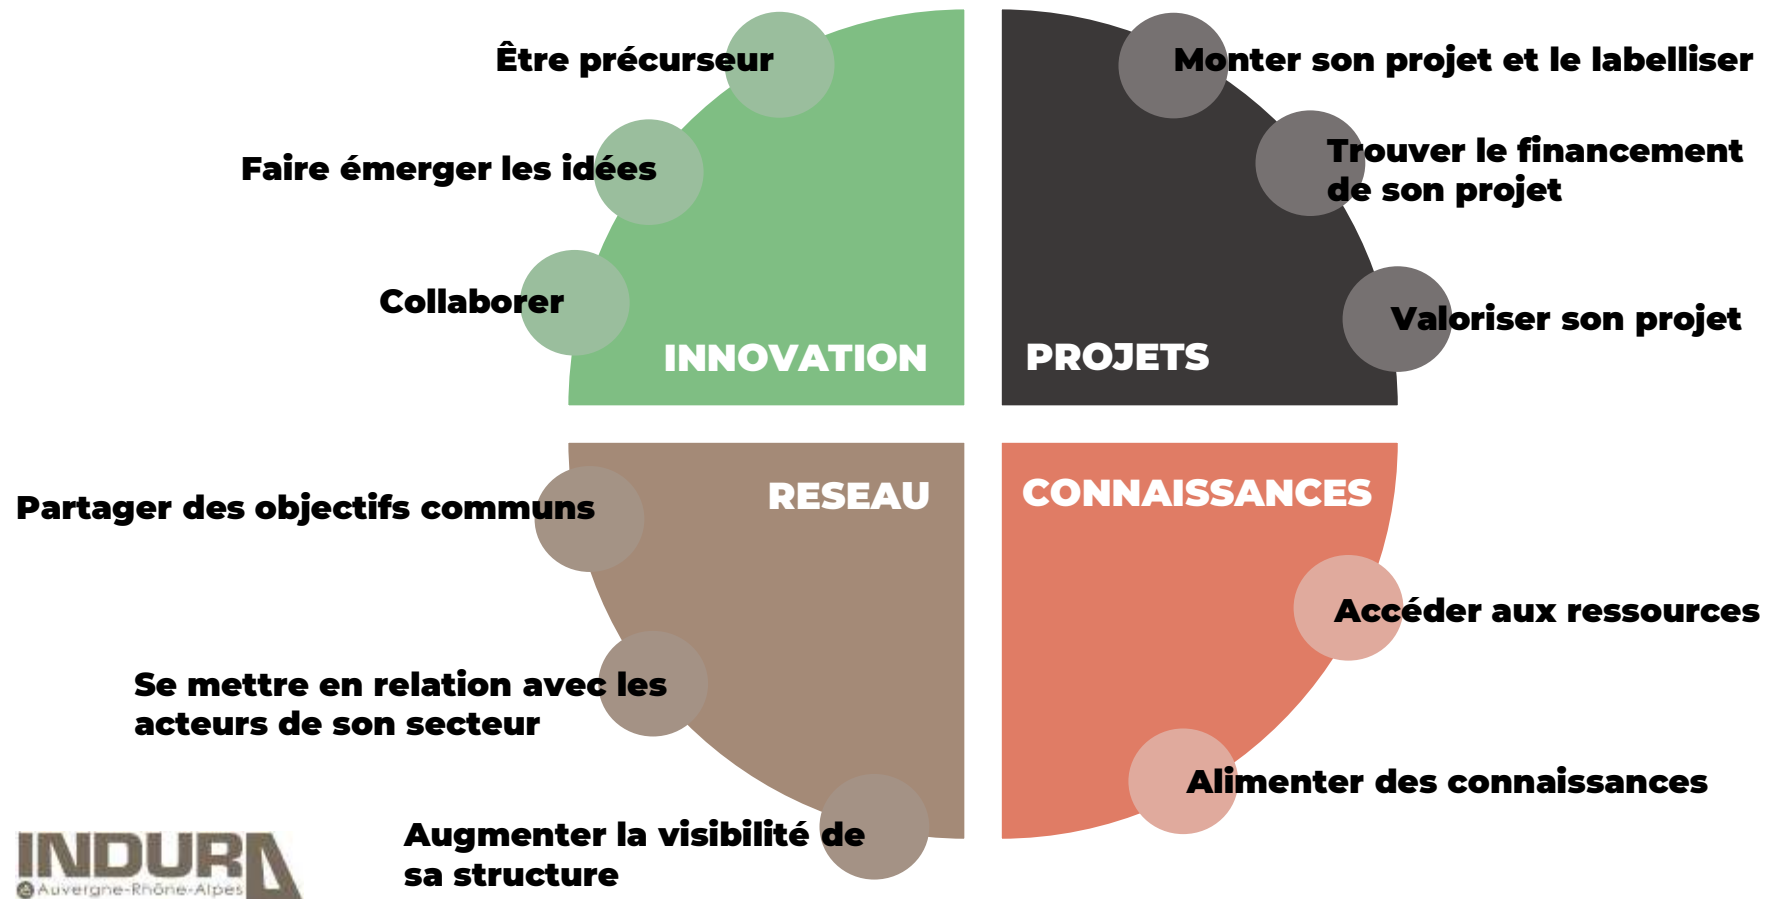 Être précurseur
Faire émerger les idées
Collaborer
INNOVATION
Monter son projet et le labelliser
Trouver le financement
de son projet
Valoriser son projet
PROJETS
RESEAU
Partager des objectifs communs
Se mettre en relation avec les
acteurs de son secteur
Augmenter la visibilité de
sa structure
CONNAISSANCES
Accéder aux ressources
Alimenter des connaissances
INDURA
Auvergne-Rhône-Alpes